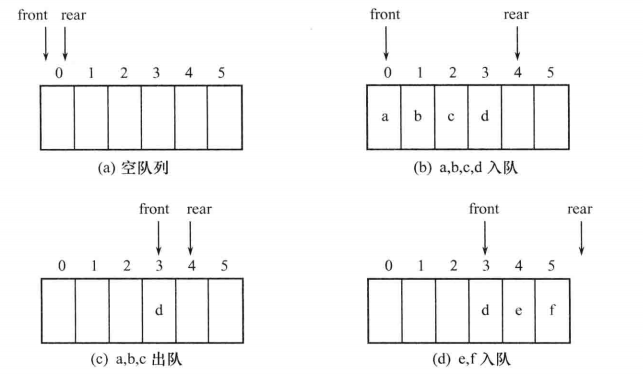 front rear
0 1 2 3 4 5
(a) 空队列
front rear
0 1 2 3 4 5
a b c d
(b) a,b,c,d 入队
front rear
0 1 2 3 4 5
d
(c) a,b,c 出队
front rear
0 1 2 3 4 5
d e f
(d) e,f 入队